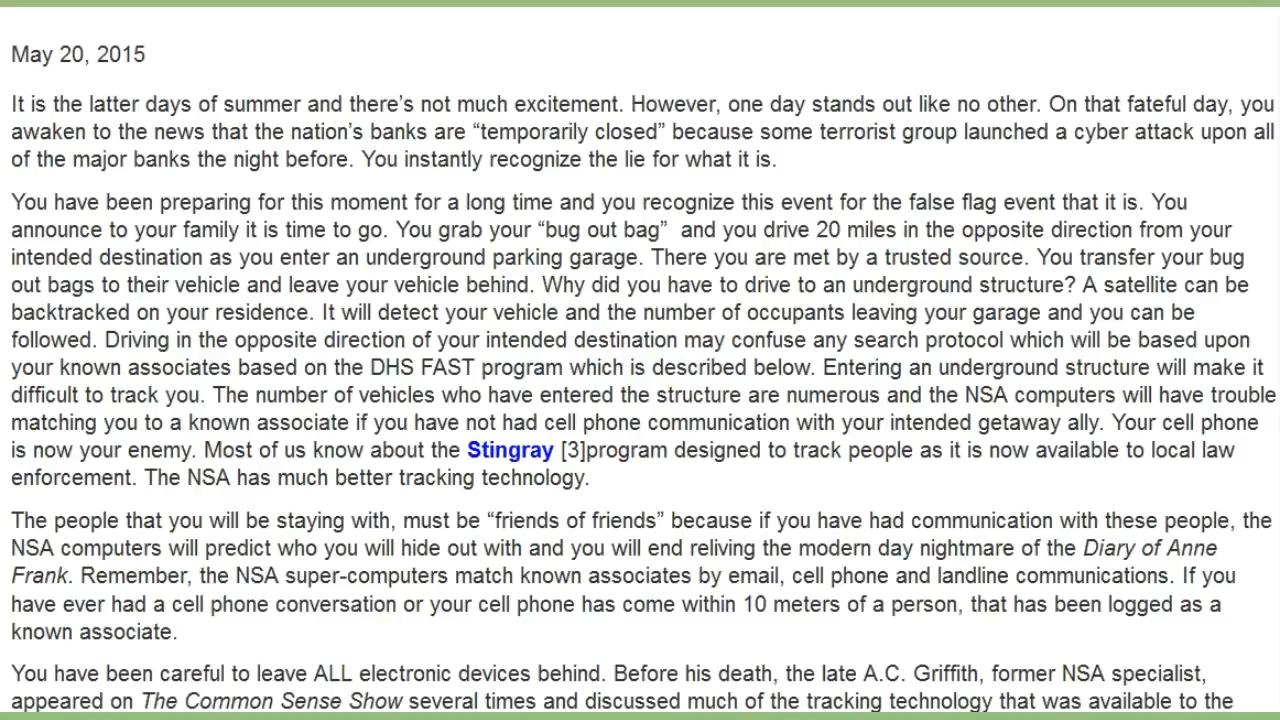 May 20, 2015
It is the latter days of summer and there's not much excitement. However, one day stands out like no other. On that fateful day, you
awaken to the news that the nation's banks are “temporarily closed” because some terrorist group launched a cyber attack upon all
of the major banks the night before. You instantly recognize the lie for what it is.
You have been preparing for this moment for a long time and you recognize this event for the false flag event that it is. You
announce to your family it is time to go. You grab your “bug out bag”  and you drive 20 miles in the opposite direction from your
intended destination as you enter an underground parking garage. There you are met by a trusted source. You transfer your bug
out bags to their vehicle and leave your vehicle behind. Why did you have to drive to an underground structure? A satellite can be
backtracked on your residence. It will detect your vehicle and the number of occupants leaving your garage and you can be
followed. Driving in the opposite direction of your intended destination may confuse any search protocol which will be based upon
your known associates based on the DHS FAST program which is described below. Entering an underground structure will make it
difficult to track you. The number of vehicles who have entered the structure are numerous and the NSA computers will have trouble
matching you to a known associate if you have not had cell phone communication with your intended getaway ally. Your cell phone
is now your enemy. Most of us know about the Stingray [3]program designed to track people as it is now available to local law
enforcement. The NSA has much better tracking technology.
The people that you will be staying with, must be “friends of friends” because if you have had communication with these people, the
NSA computers will predict who you will hide out with and you will end reliving the modern day nightmare of the Diary of Anne
Frank. Remember, the NSA super-computers match known associates by email, cell phone and landline communications. If you
have ever had a cell phone conversation or your cell phone has come within 10 meters of a person, that has been logged as a
known associate.
You have been careful to leave ALL electronic devices behind. Before his death, the late A.C. Griffith, former NSA specialist,
appeared on The Common Sense Show several times and discussed much of the tracking technology that was available to the